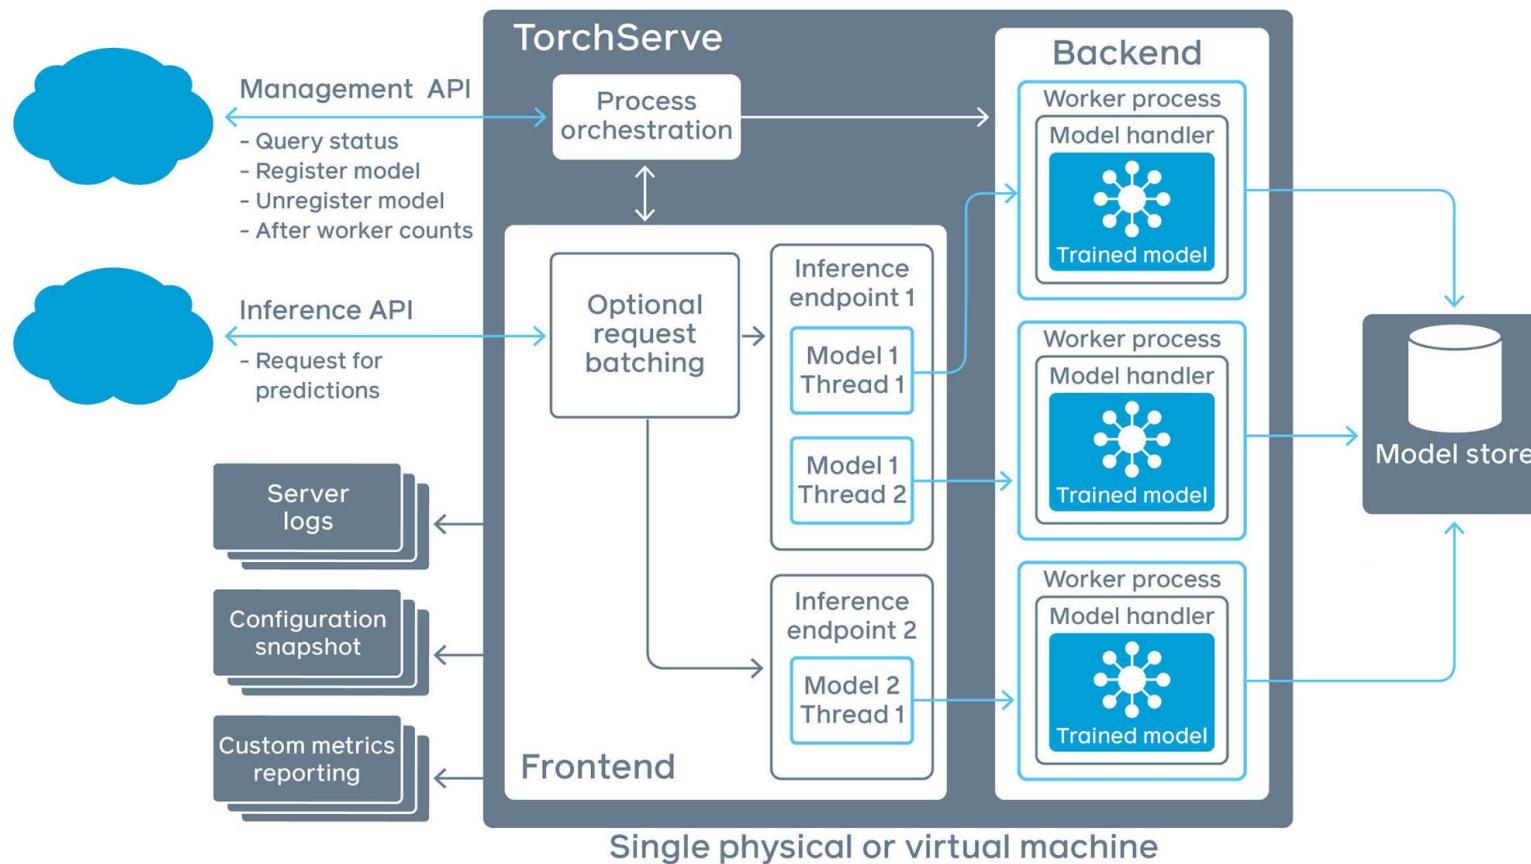 TorchServe
Backend
Management API
- Query status
- Register model
- Unregister model
- After worker counts
Process
orchestration
Inference API
- Request for
predictions
Optional
request
batching
Inference
endpoint 1
Model 1
Thread 1
Model 1
Thread 2
Inference
endpoint 2
Model 2
Thread 1
Frontend
Worker process
Model handler
Trained model
Worker process
Model handler
Trained model
Worker process
Model handler
Trained model
Model store
Server
logs
Configuration
snapshot
Custom metrics
reporting
Single physical or virtual machine